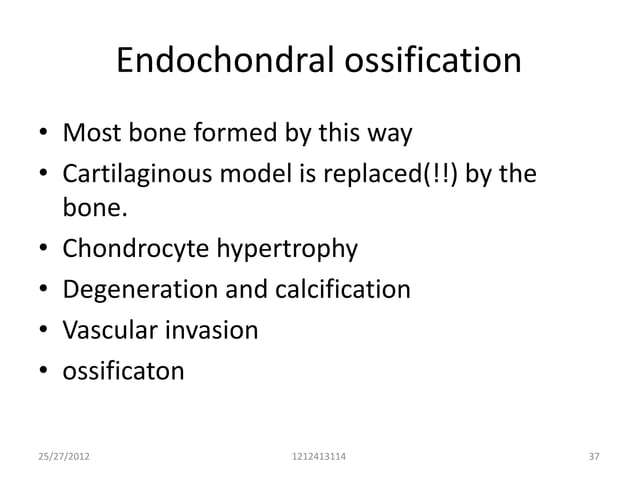 Endochondral ossification
• Most bone formed by this way
• Cartilaginous model is replaced(!!) by the
bone.
• Chondrocyte hypertrophy
• Degeneration and calcification
• Vascular invasion
• ossificaton
25/27/2012 1212413114 37